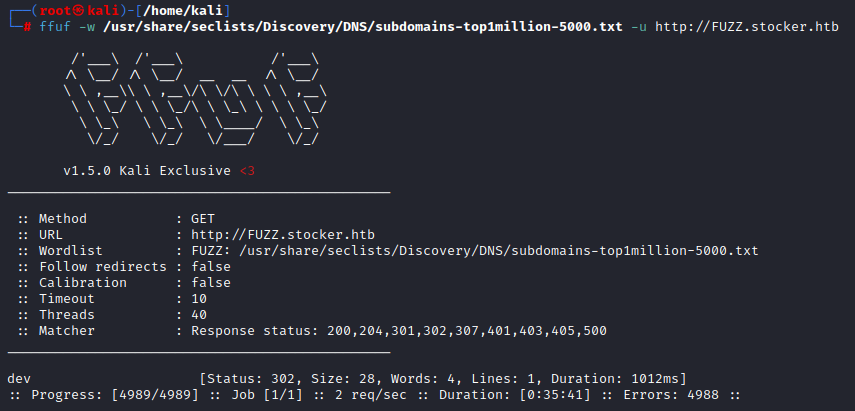 ┌──(root㉿kali)-[/home/kali]
└─# ffuf -w /usr/share/seclists/Discovery/DNS/subdomains-top1million-5000.txt -u http://FUZZ.stocker.htb
v1.5.0 Kali Exclusive <3
:: Method : GET
:: URL : http://FUZZ.stocker.htb
:: Wordlist : FUZZ: /usr/share/seclists/Discovery/DNS/subdomains-top1million-5000.txt
:: Follow redirects : false
:: Calibration : false
:: Timeout : 10
:: Threads : 40
:: Matcher : Response status: 200,204,301,302,307,401,403,405,500
dev [Status: 302, Size: 28, Words: 4, Lines: 1, Duration: 1012ms]
:: Progress: [4989/4989] :: Job [1/1] :: 2 req/sec :: Duration: [0:35:41] :: Errors: 4988 ::